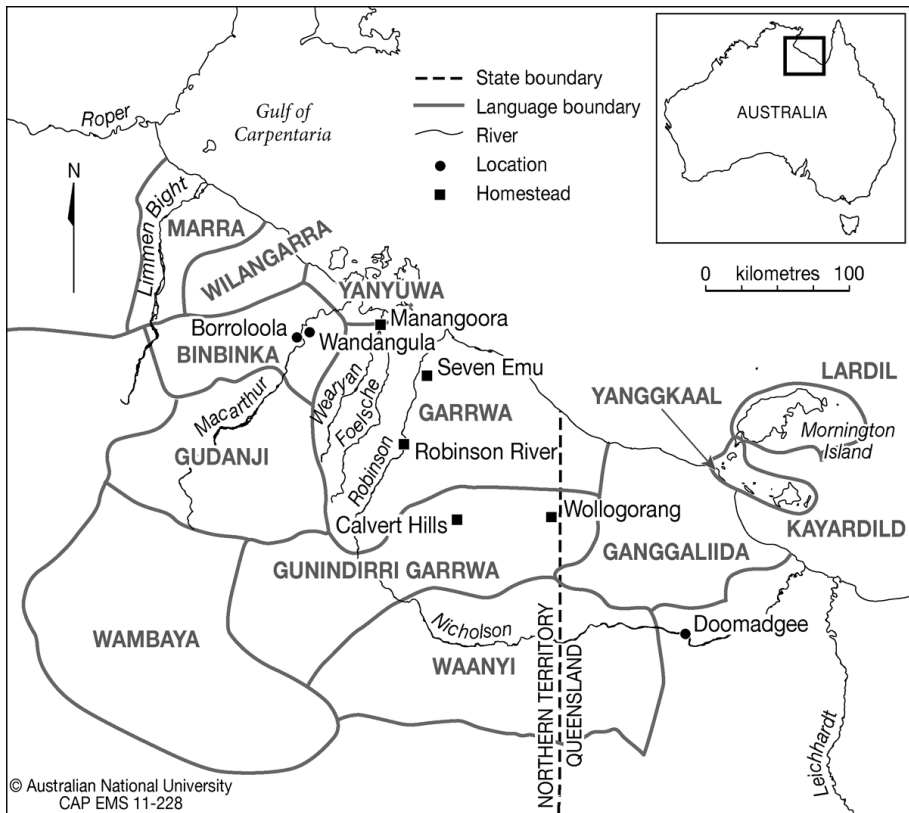 Roper
Gulf of
Carpentaria
State boundary
Language boundary
River
Location
Homestead
AUSTRALIA
N
0 kilometres 100
Limmen Bight
MARRA
WILANGARRA
YANYUWA
Manangoora
Borroloola
Wandangula
BINBINKA
Macarthur
Wearyan
Foelsche
Seven Emu
GARRWA
Robinson
Robinson River
GUDANJI
LARDIL
YANGGKAAL
Mornington
Island
KAYARDILD
Calvert Hills
Wollogorang
GANGGALIIDA
GUNINDIRRI GARRWA
WAMBAYA
Nicholson
Doomadgee
WAANYI
NORTHERN TERRITORY
QUEENSLAND
Leichhardt
© Australian National University
CAP EMS 11-228